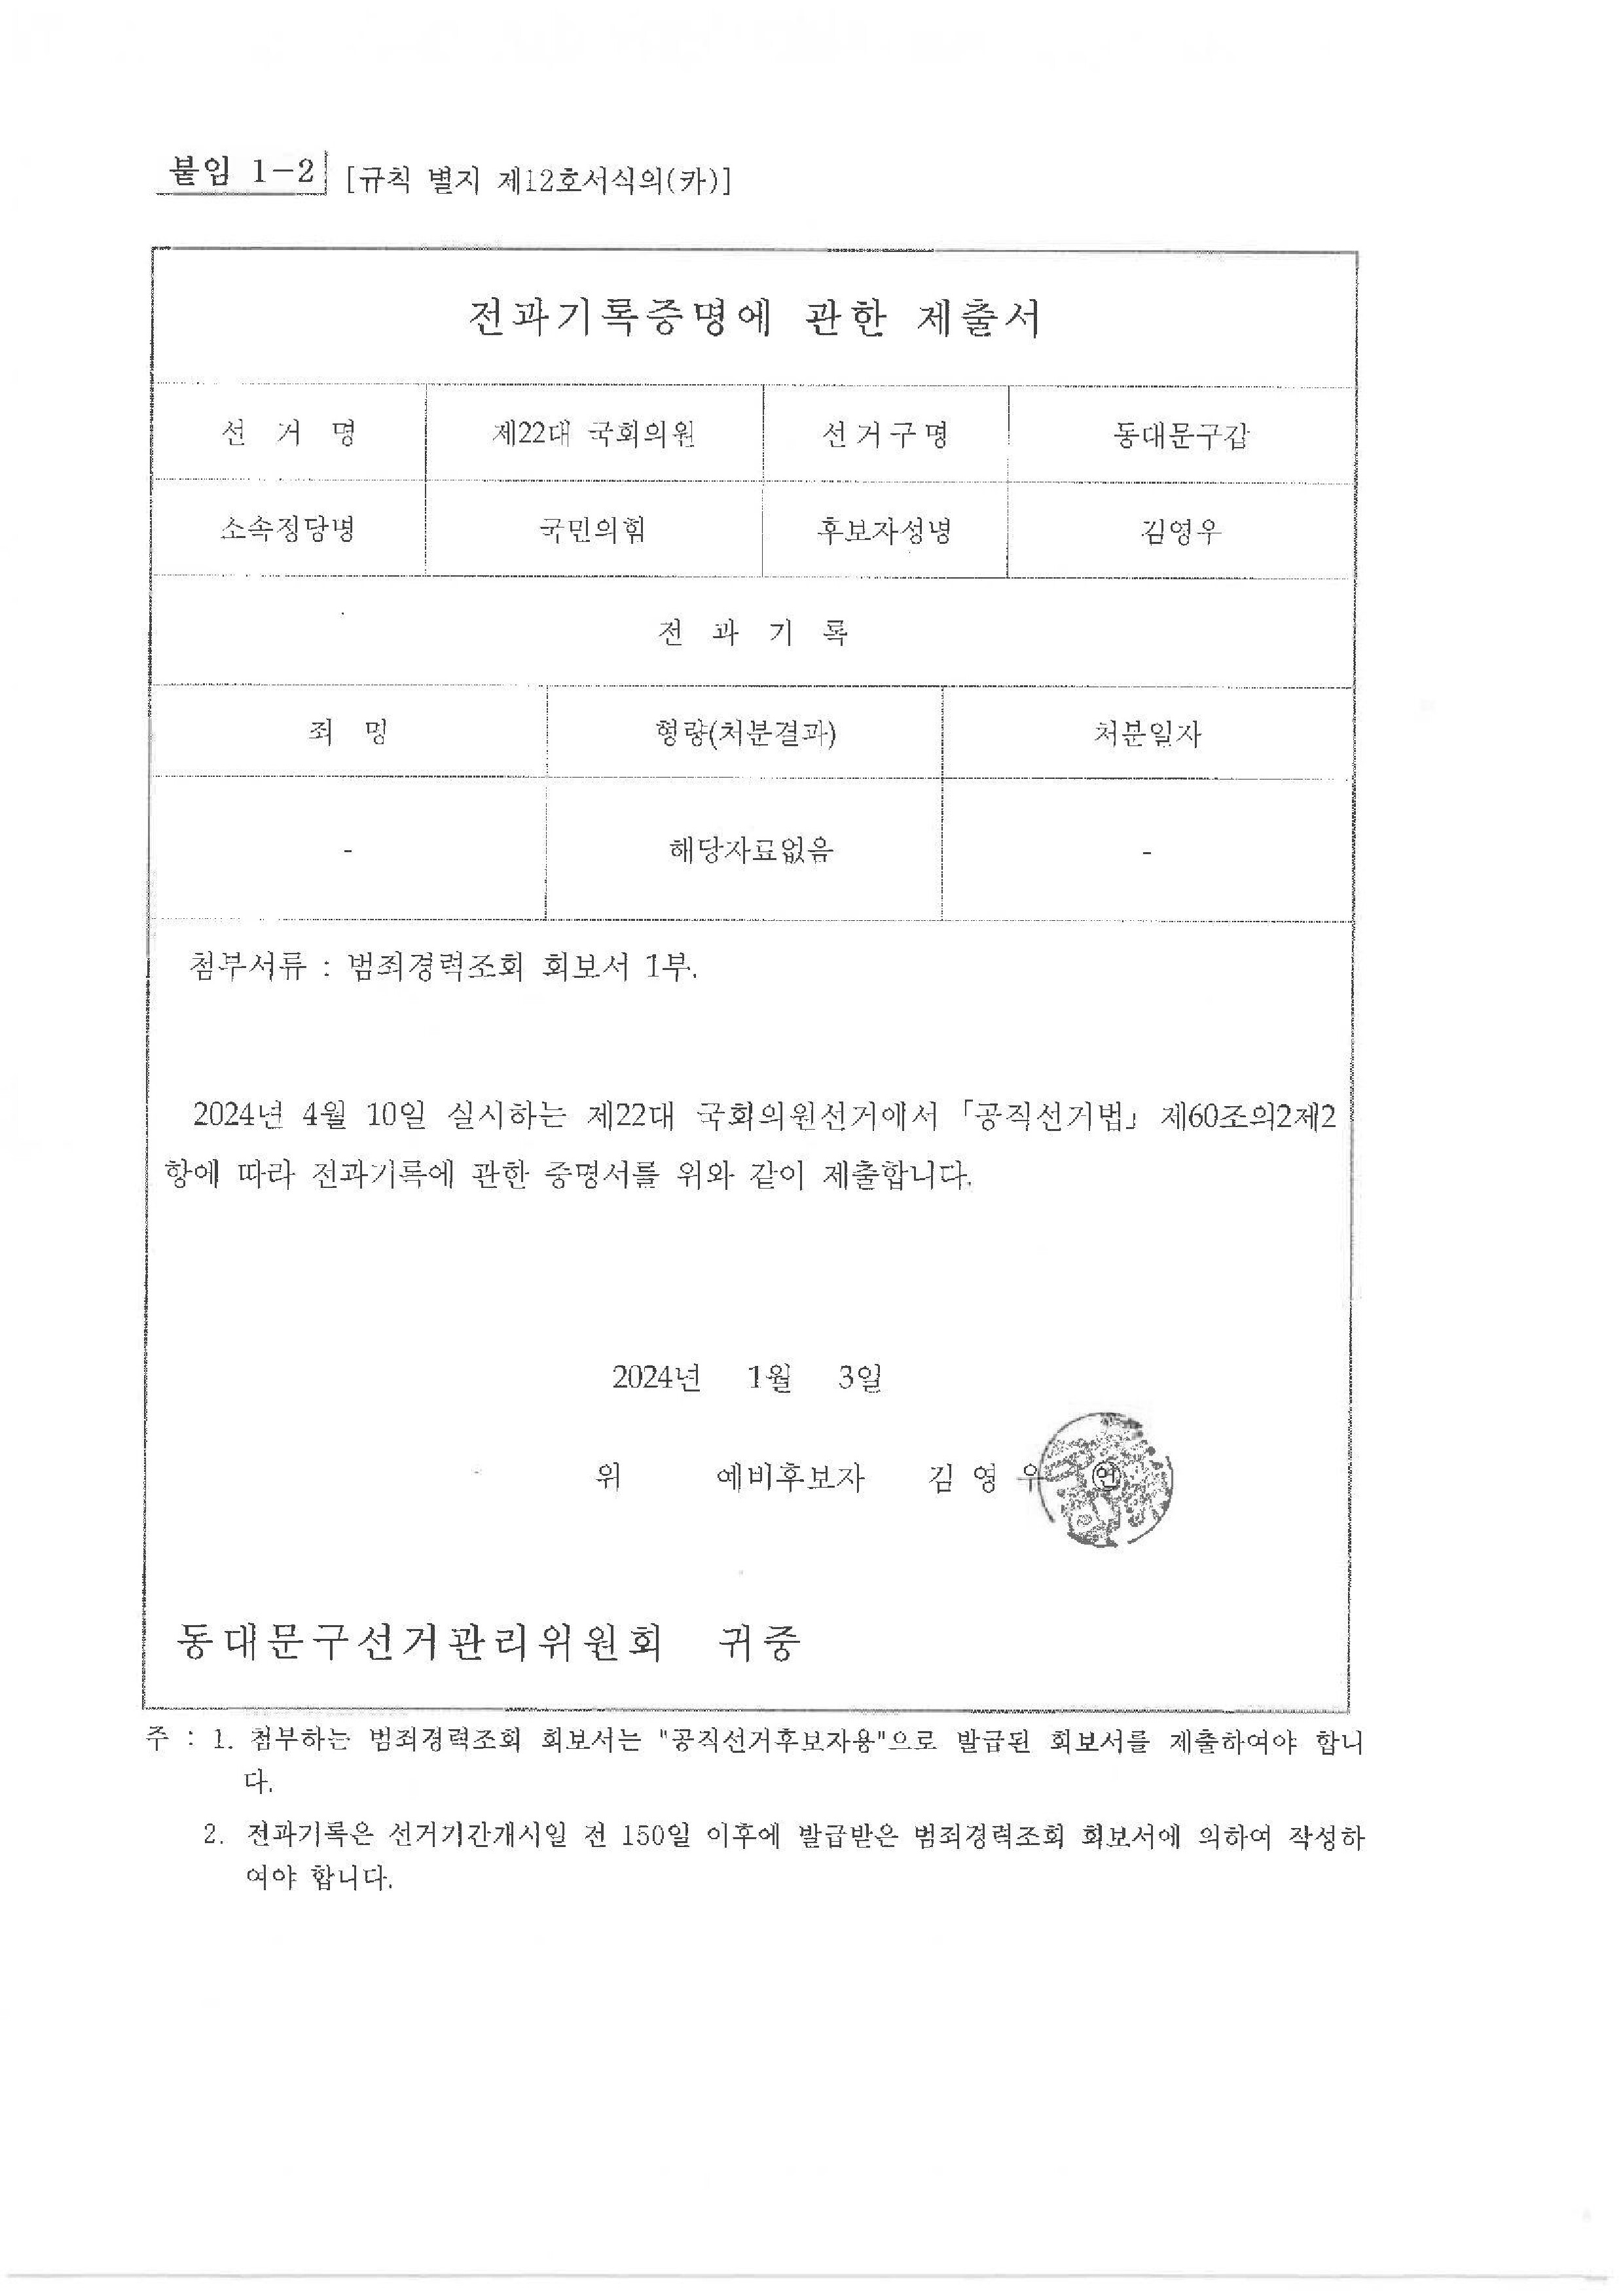 붙임 1-2 [규칙 별지 제12호서식의(카)]
전과기록증명에 관한 제출서
선 거 명 제22대 국회의원 선거구명 동대문구갑
소속정당명 국민의힘 후보자성명 김영우
전 과 기 록
죄 명 형량(처분결과) 처분일자
- 해당자료없음 -
첨부서류 : 범죄경력조회 회보서 1부.
2024년 4월 10일 실시하는 제22대 국회의원선거에서 「공직선거법」 제60조의2제2
항에 따라 전과기록에 관한 증명서를 위와 같이 제출합니다.
2024년 1월 3일
위 예비후보자 김 영 우 ㊞
동대문구선거관리위원회 귀중
주 : 1. 첨부하는 범죄경력조회 회보서는 "공직선거후보자용"으로 발급된 회보서를 제출하여야 합니
다.
2. 전과기록은 선거기간개시일 전 150일 이후에 발급받은 범죄경력조회 회보서에 의하여 작성하
여야 합니다.